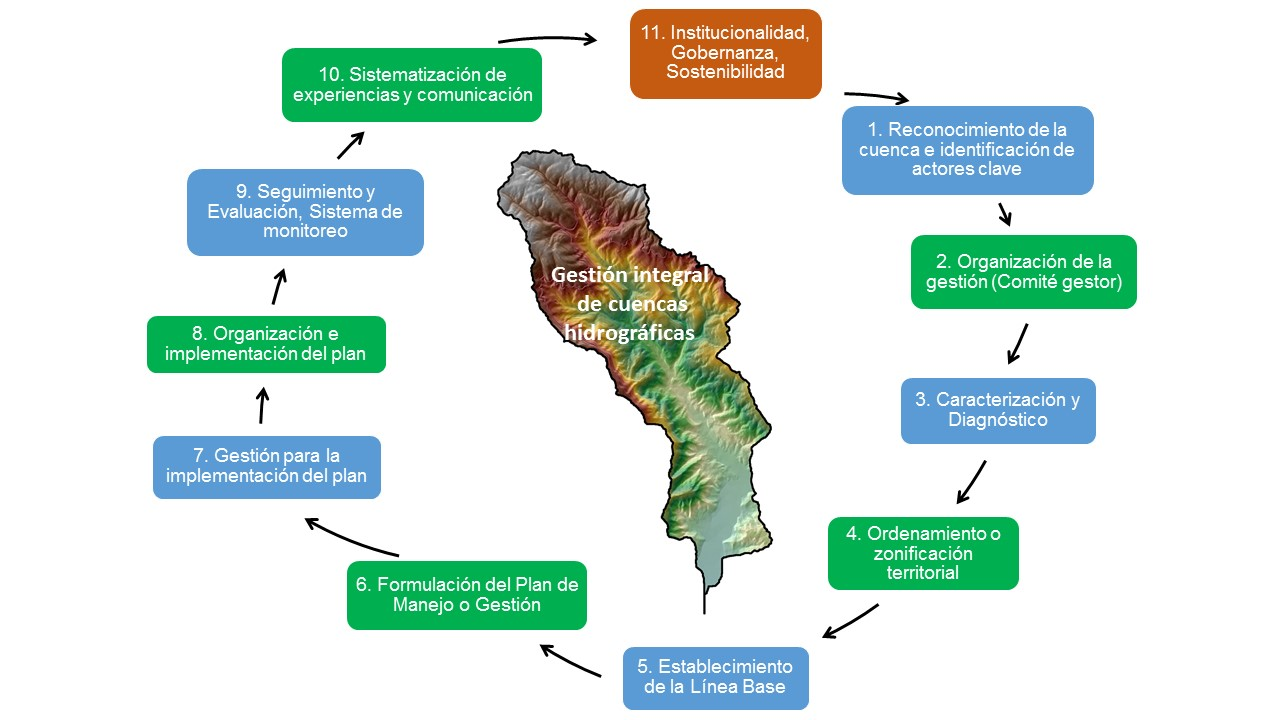 11. Institucionalidad,
Gobernanza,
Sostenibilidad
1. Reconocimiento de la
cuenca e identificación de
actores clave
2. Organización de la
gestión (Comité gestor)
3. Caracterización y
Diagnóstico
4. Ordenamiento o
zonificación
territorial
5. Establecimiento
de la Línea Base
6. Formulación del Plan de
Manejo o Gestión
7. Gestión para la
implementación del plan
8. Organización e
implementación del plan
9. Seguimiento y
Evaluación, Sistema de
monitoreo
10. Sistematización de
experiencias y comunicación
Gestión integral
de cuencas
hidrográficas